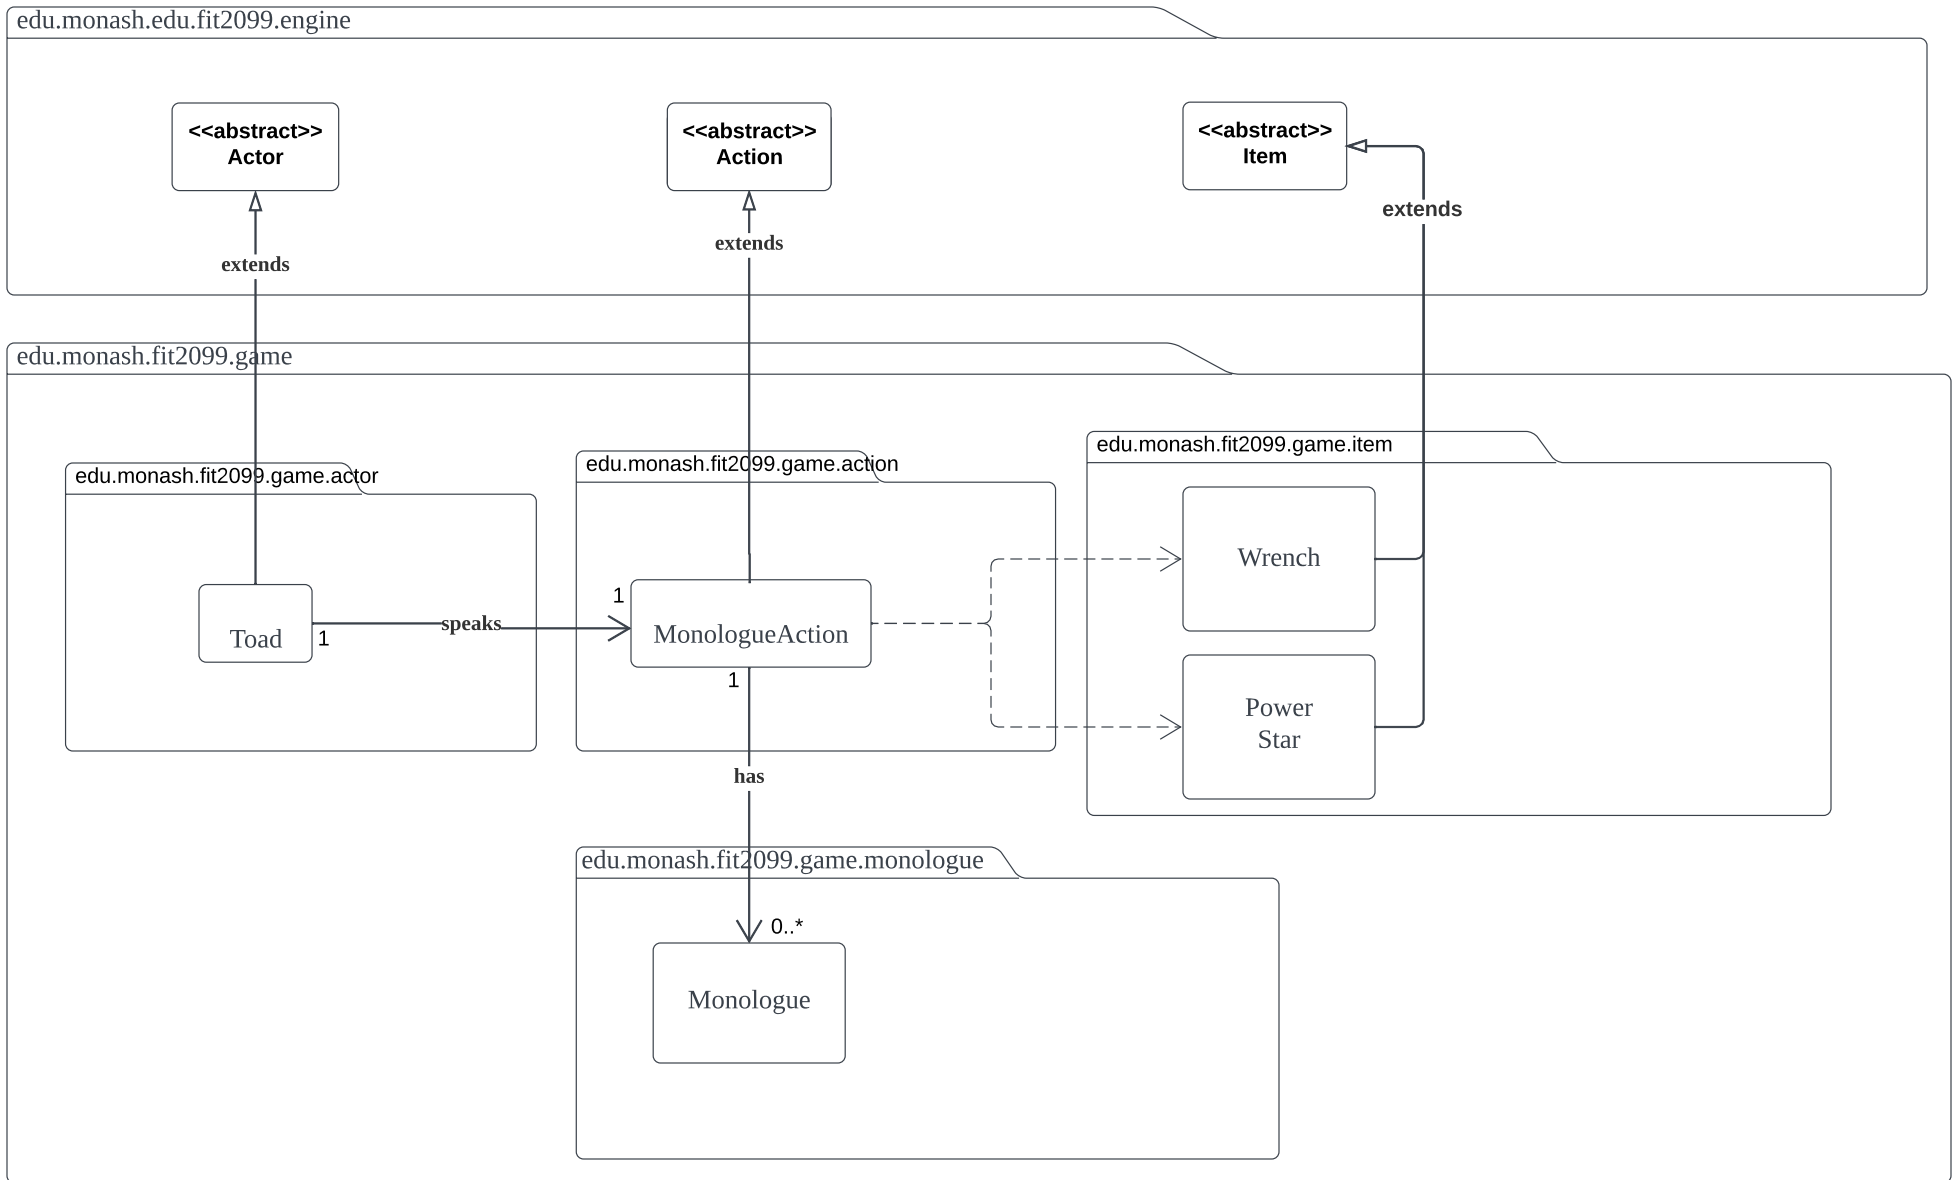 edu.monash.edu.fit2099.engine
<<abstract>>
Actor
<<abstract>>
Action
<<abstract>>
Item
extends
extends
extends
edu.monash.fit2099.game
edu.monash.fit2099.game.actor
edu.monash.fit2099.game.action
edu.monash.fit2099.game.item
Toad
1
speaks
1
MonologueAction
1
Wrench
Power
Star
has
edu.monash.fit2099.game.monologue
0..*
Monologue